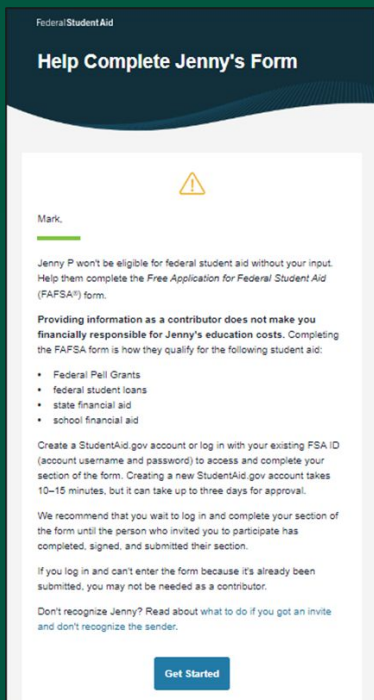 Federal Student Aid
Help Complete Jenny's Form
Mark,
Jenny P won't be eligible for federal student aid without your input.
Help them complete the Free Application for Federal Student Aid
(FAFSA®) form.
Providing information as a contributor does not make you
financially responsible for Jenny's education costs. Completing
the FAFSA form is how they qualify for the following student aid:
• Federal Pell Grants
• federal student loans
• state financial aid
• school financial aid
Create a StudentAid.gov account or log in with your existing FSA ID
(account username and password) to access and complete your
section of the form. Creating a new StudentAid.gov account takes
10–15 minutes, but it can take up to three days for approval.
We recommend that you wait to log in and complete your section of
the form until the person who invited you to participate has
completed, signed, and submitted their section.
If you log in and can't enter the form because it's already been
submitted, you may not be needed as a contributor.
Don't recognize Jenny? Read about what to do if you got an invite
and don't recognize the sender.
Get Started